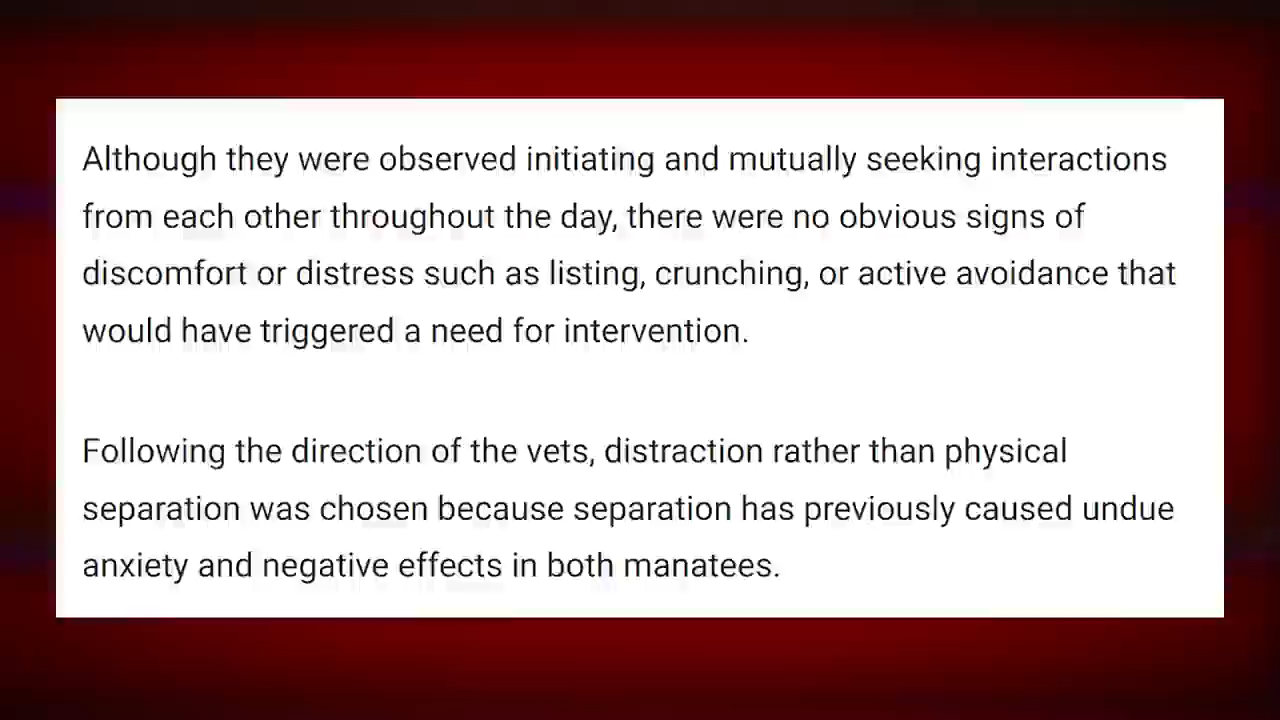 Although they were observed initiating and mutually seeking interactions
from each other throughout the day, there were no obvious signs of
discomfort or distress such as listing, crunching, or active avoidance that
would have triggered a need for intervention.
Following the direction of the vets, distraction rather than physical
separation was chosen because separation has previously caused undue
anxiety and negative effects in both manatees.